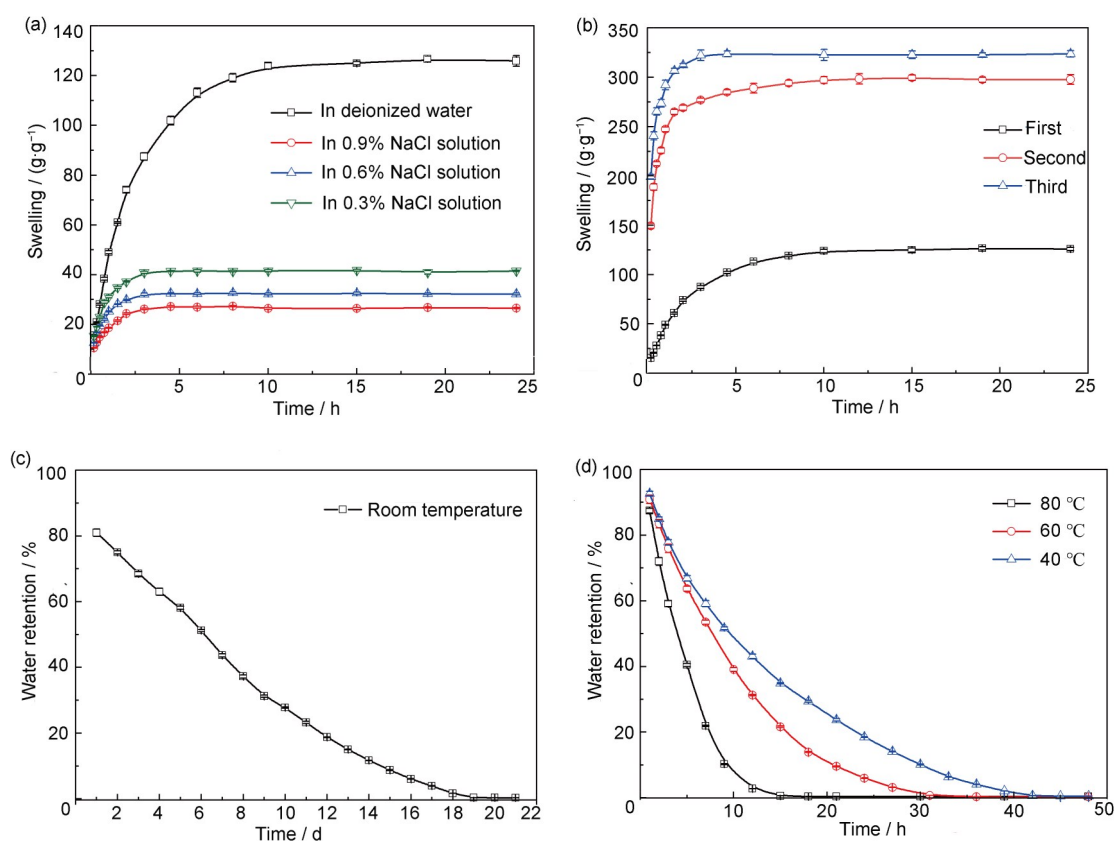 (a)
140
120
100
80
60
40
20
0
5
10
15
20
25
Swelling / (g·g⁻¹)
Time / h
In deionized water
In 0.9% NaCl solution
In 0.6% NaCl solution
In 0.3% NaCl solution
(b)
350
300
250
200
150
100
50
0
5
10
15
20
25
Swelling / (g·g⁻¹)
Time / h
First
Second
Third
(c)
100
80
60
40
20
0
2
4
6
8
10
12
14
16
18
20
22
Water retention / %
Time / d
Room temperature
(d)
100
80
60
40
20
0
10
20
30
40
50
Water retention / %
Time / h
80 ℃
60 ℃
40 ℃